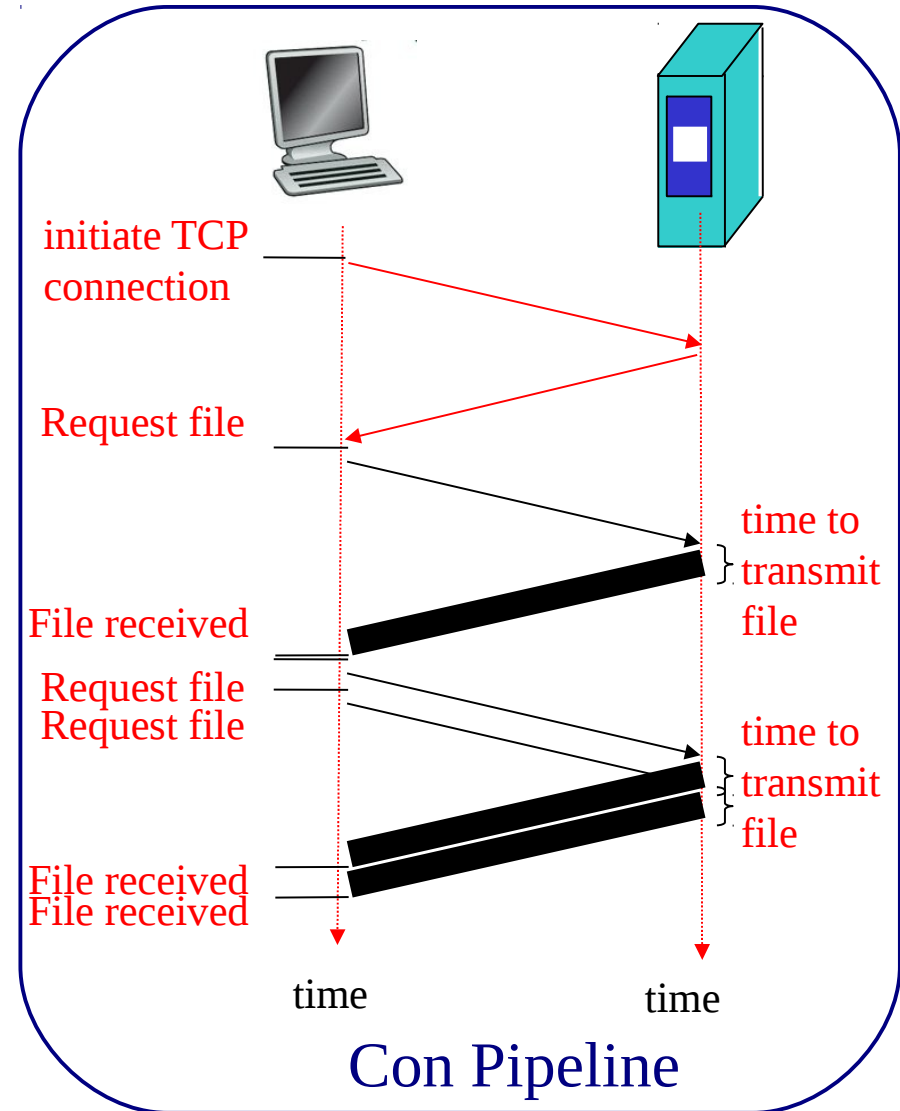 initiate TCP
connection
Request file
time to
transmit
file
File received
Request file
Request file
time to
transmit
file
File received
File received
time
time
Con Pipeline